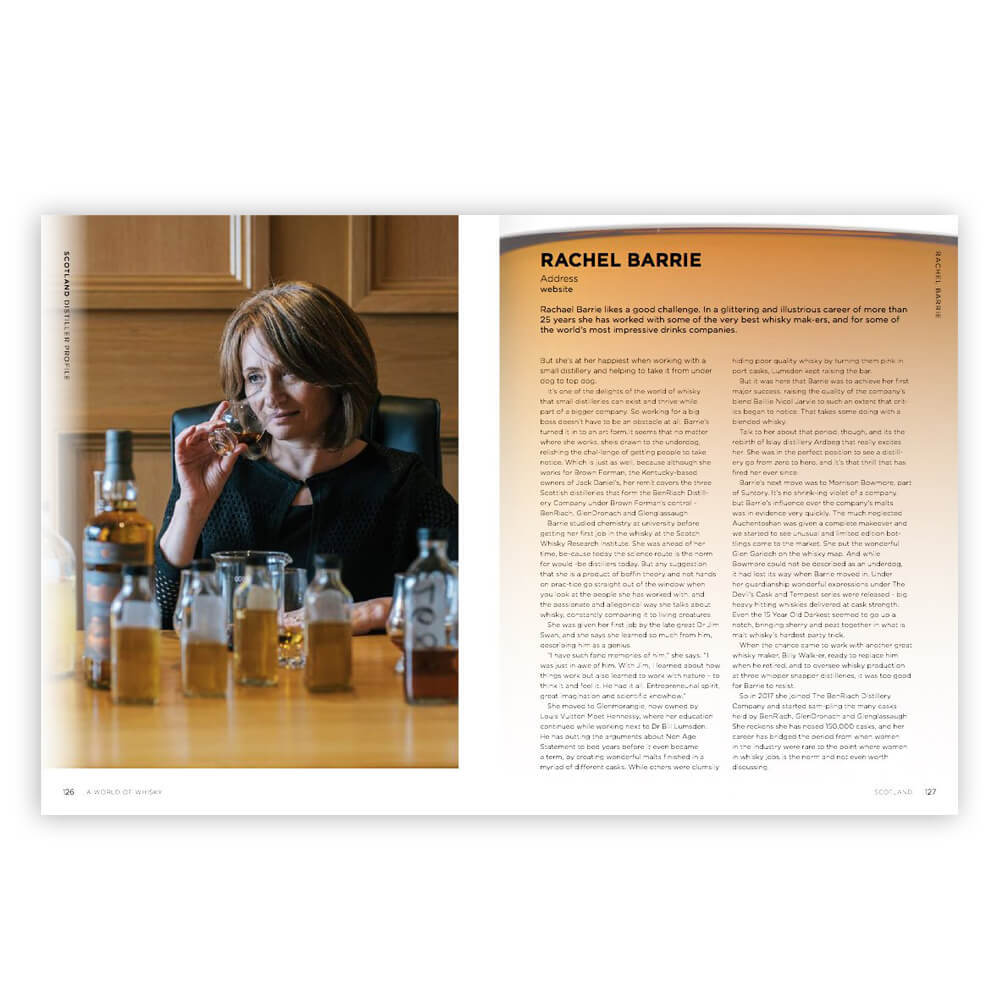 SCOTLAND DISTILLER PROFILE
RACHEL BARRIE
Address
website
Rachael Barrie likes a good challenge. In a glittering and illustrious career of more than
25 years she has worked with some of the very best whisky mak-ers, and for some of
the world's most impressive drinks companies.
But she's at her happiest when working with a
small distillery and helping to take it from under
dog to top dog.
It's one of the delights of the world of whisky
that small distilleries can exist and thrive while
part of a bigger company. So working for a big
boss doesn't have to be an obstacle at all. Barrie's
turned it in to an art form. It seems that no matter
where she works, she's drawn to the underdog,
relishing the chal-lenge of getting people to take
notice. Which is just as well, because although she
works for Brown Forman, the Kentucky-based
owners of Jack Daniel's, her remit covers the three
Scottish distilleries that form the BenRiach Distill-
ery Company under Brown Forman's control -
BenRiach, GlenDronach and Glenglassaugh
Barrie studied chemistry at university before
getting her first job in the whisky at the Scotch
Whisky Research Institute. She was ahead of her
time, be-cause today the science route is the norm
for would -be distillers today. But any suggestion
that she is a product of boffin theory and not hands
on prac-tice go straight out of the window when
you look at the people she has worked with, and
the passionate and allegorical way she talks about
whisky, constantly comparing it to living creatures.
She was given her first job by the late great Dr Jim
Swan, and she says she learned so much from him,
describing him as a genius.
"I have such fond memories of him," she says. "I
was just in awe of him. With Jim, I learned about how
things work but also learned to work with nature – to
think it and feel it. He had it all. Entrepreneurial spirit,
great imagination and scientific knowhow."
She moved to Glenmorangie, now owned by
Louis Vuitton Moet Hennessy, where her education
continued while working next to Dr Bill Lumsden.
He has putting the arguments about Non Age
Statement to bed years before it even became
a term, by creating wonderful malts finished in a
myriad of different casks. While others were clumsily
hiding poor quality whisky by turning them pink in
port casks, Lumsden kept raising the bar.
But it was here that Barrie was to achieve her first
major success, raising the quality of the company's
blend Bailie Nicol Jarvie to such an extent that crit-
ics began to notice. That takes some doing with a
blended whisky.
Talk to her about that period, though, and its the
rebirth of Islay distillery Ardbeg that really excites
her. She was in the perfect position to see a distill-
ery go from zero to hero, and it's that thrill that has
fired her ever since.
Barrie's next move was to Morrison Bowmore, part
of Suntory. It's no shrink-ing violet of a company,
but Barrie's influence over the company's malts
was in evidence very quickly. The much neglected
Auchentoshan was given a complete makeover and
we started to see unusual and limited edition bot-
tlings come to the market. She put the wonderful
Glen Garioch on the whisky map. And while
Bowmore could not be described as an underdog,
it had lost its way when Barrie moved in. Under
her guardianship wonderful expressions under The
Devil's Cask and Tempest series were released - big
heavy hitting whiskies delivered at cask strength.
Even the 15 Year Old Darkest seemed to go up a
notch, bringing sherry and peat together in what is
malt whisky's hardest party trick.
When the chance came to work with another great
whisky maker, Billy Walk-er, ready to replace him
when he retired, and to oversee whisky production
at three whipper snapper distilleries, it was too good
for Barrie to resist.
So in 2017 she joined The BenRiach Distillery
Company and started sam-pling the many casks
held by BenRiach, GlenDronach and Glenglassaugh
She reckons she has nosed 150,000 casks, and her
career has bridged the period from when women
in the industry were rare to the point where women
in whisky jobs is the norm and not even worth
discussing
RACHEL BARRIE
126 A WORLD OF WHISKY
SCOTLAND 127